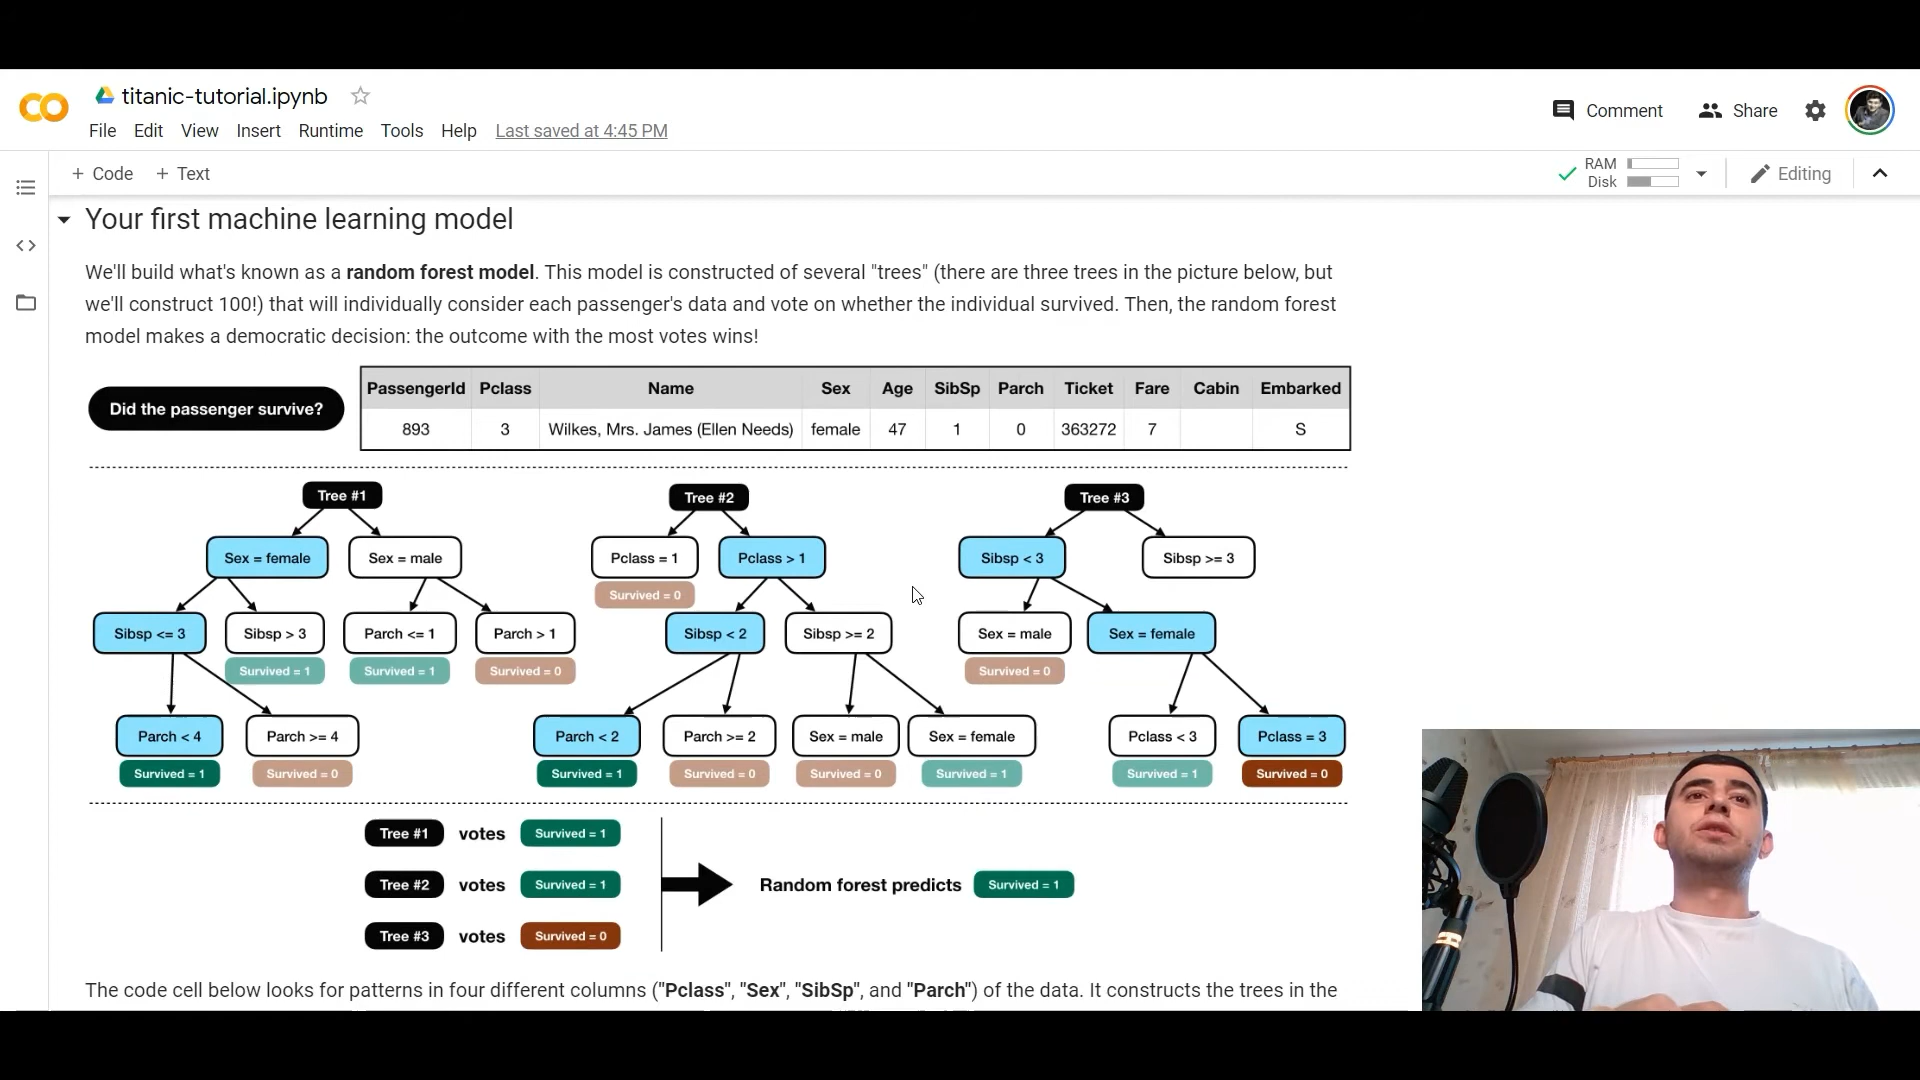 titanic-tutorial.ipynb
Comment
Share
File Edit View Insert Runtime Tools Help Last saved at 4:45 PM
+ Code + Text
RAM
Disk
Editing
Your first machine learning model
We'll build what's known as a random forest model. This model is constructed of several "trees" (there are three trees in the picture below, but
we'll construct 100!) that will individually consider each passenger's data and vote on whether the individual survived. Then, the random forest
model makes a democratic decision: the outcome with the most votes wins!
Did the passenger survive?
PassengerId Pclass Name Sex Age SibSp Parch Ticket Fare Cabin Embarked
893 3 Wilkes, Mrs. James (Ellen Needs) female 47 1 0 363272 7 S
Tree #1 Tree #2 Tree #3
Sex = female Sex = male Pclass = 1 Pclass > 1 Sibsp < 3 Sibsp >= 3
Survived = 0
Sibsp <= 3 Sibsp > 3 Parch <= 1 Parch > 1 Sibsp < 2 Sibsp >= 2 Sex = male Sex = female
Survived = 1 Survived = 1 Survived = 0 Survived = 0
Parch < 4 Parch >= 4 Parch < 2 Parch >= 2 Sex = male Sex = female Pclass < 3 Pclass = 3
Survived = 1 Survived = 0 Survived = 1 Survived = 0 Survived = 0 Survived = 1 Survived = 1 Survived = 0
Tree #1 votes Survived = 1
Tree #2 votes Survived = 1 Random forest predicts Survived = 1
Tree #3 votes Survived = 0
The code cell below looks for patterns in four different columns ("Pclass", "Sex", "SibSp", and "Parch") of the data. It constructs the trees in the